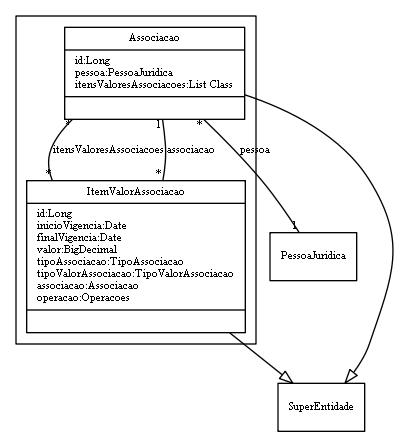 Associacao
id:Long
pessoa:PessoaJuridica
itensValoresAssociacoes:List Class
* 1 *
itensValoresAssociacoes associacao pessoa
* *
ItemValorAssociacao
id:Long
inicioVigencia:Date
finalVigencia:Date
valor:BigDecimal
tipoAssociacao:TipoAssociacao
tipoValorAssociacao:TipoValorAssociacao
associacao:Associacao
operacao:Operacoes
1
PessoaJuridica
SuperEntidade